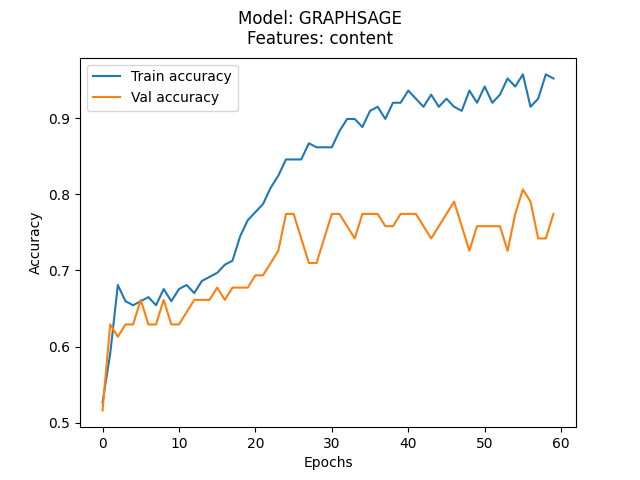 Model: GRAPHSAGE
Features: content
Train accuracy
Val accuracy
Accuracy
0.9
0.8
0.7
0.6
0.5
0 10 20 30 40 50 60
Epochs